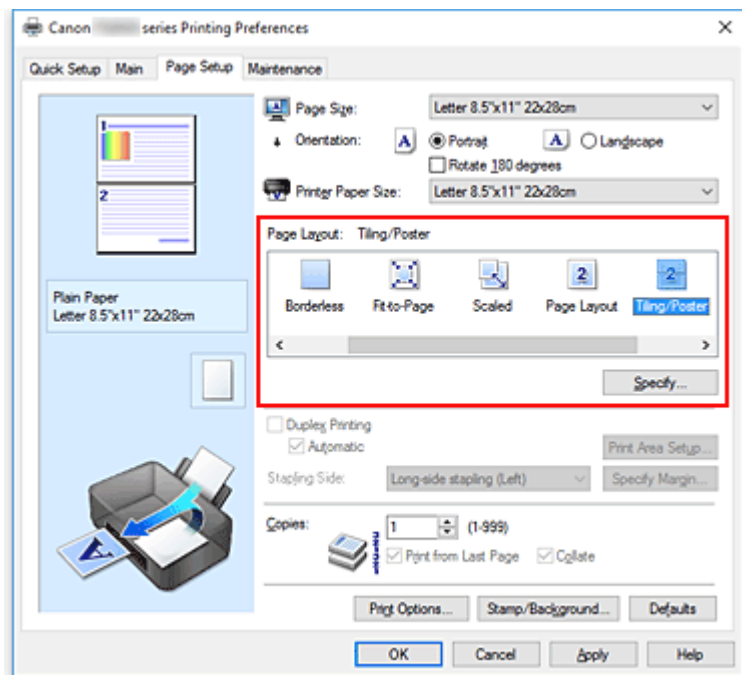 Canon series Printing Preferences
Quick Setup Main Page Setup Maintenance
1
2
Plain Paper
Letter 8.5"x11" 22x28cm
Page Size: Letter 8.5"x11" 22x28cm
Orientation: A Portrait A Landscape
Rotate 180 degrees
Printer Paper Size: Letter 8.5"x11" 22x28cm
Page Layout: Tiling/Poster
2 2
Borderless Fit-to-Page Scaled Page Layout Tiling/Poster
Specify...
Duplex Printing
Automatic Print Area Setup...
Stapling Side: Long-side stapling (Left) Specify Margin...
Copies: 1 (1-999)
Print from Last Page Collate
A
Print Options... Stamp/Background... Defaults
OK Cancel Apply Help